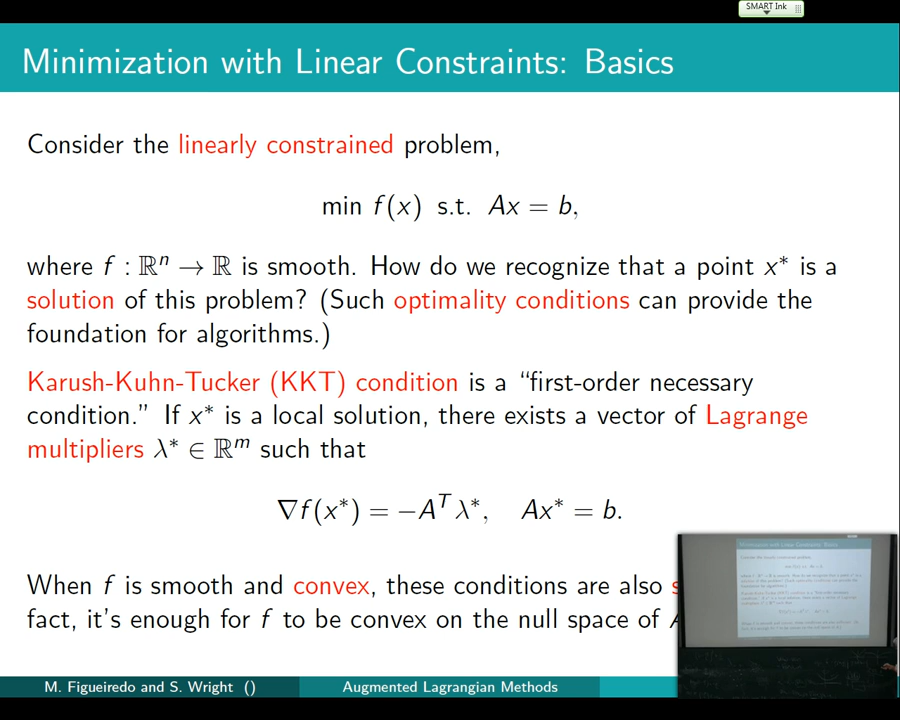 SMART Ink
Minimization with Linear Constraints: Basics
Consider the linearly constrained problem,
min f(x) s.t. Ax = b,
where f : ℝⁿ → ℝ is smooth. How do we recognize that a point x* is a
solution of this problem? (Such optimality conditions can provide the
foundation for algorithms.)
Karush-Kuhn-Tucker (KKT) condition is a “first-order necessary
condition.” If x* is a local solution, there exists a vector of Lagrange
multipliers λ* ∈ ℝᵐ such that
∇f(x*) = −Aᵀλ*, Ax* = b.
When f is smooth and convex, these conditions are also
fact, it's enough for f to be convex on the null space of
M. Figueiredo and S. Wright ()
Augmented Lagrangian Methods